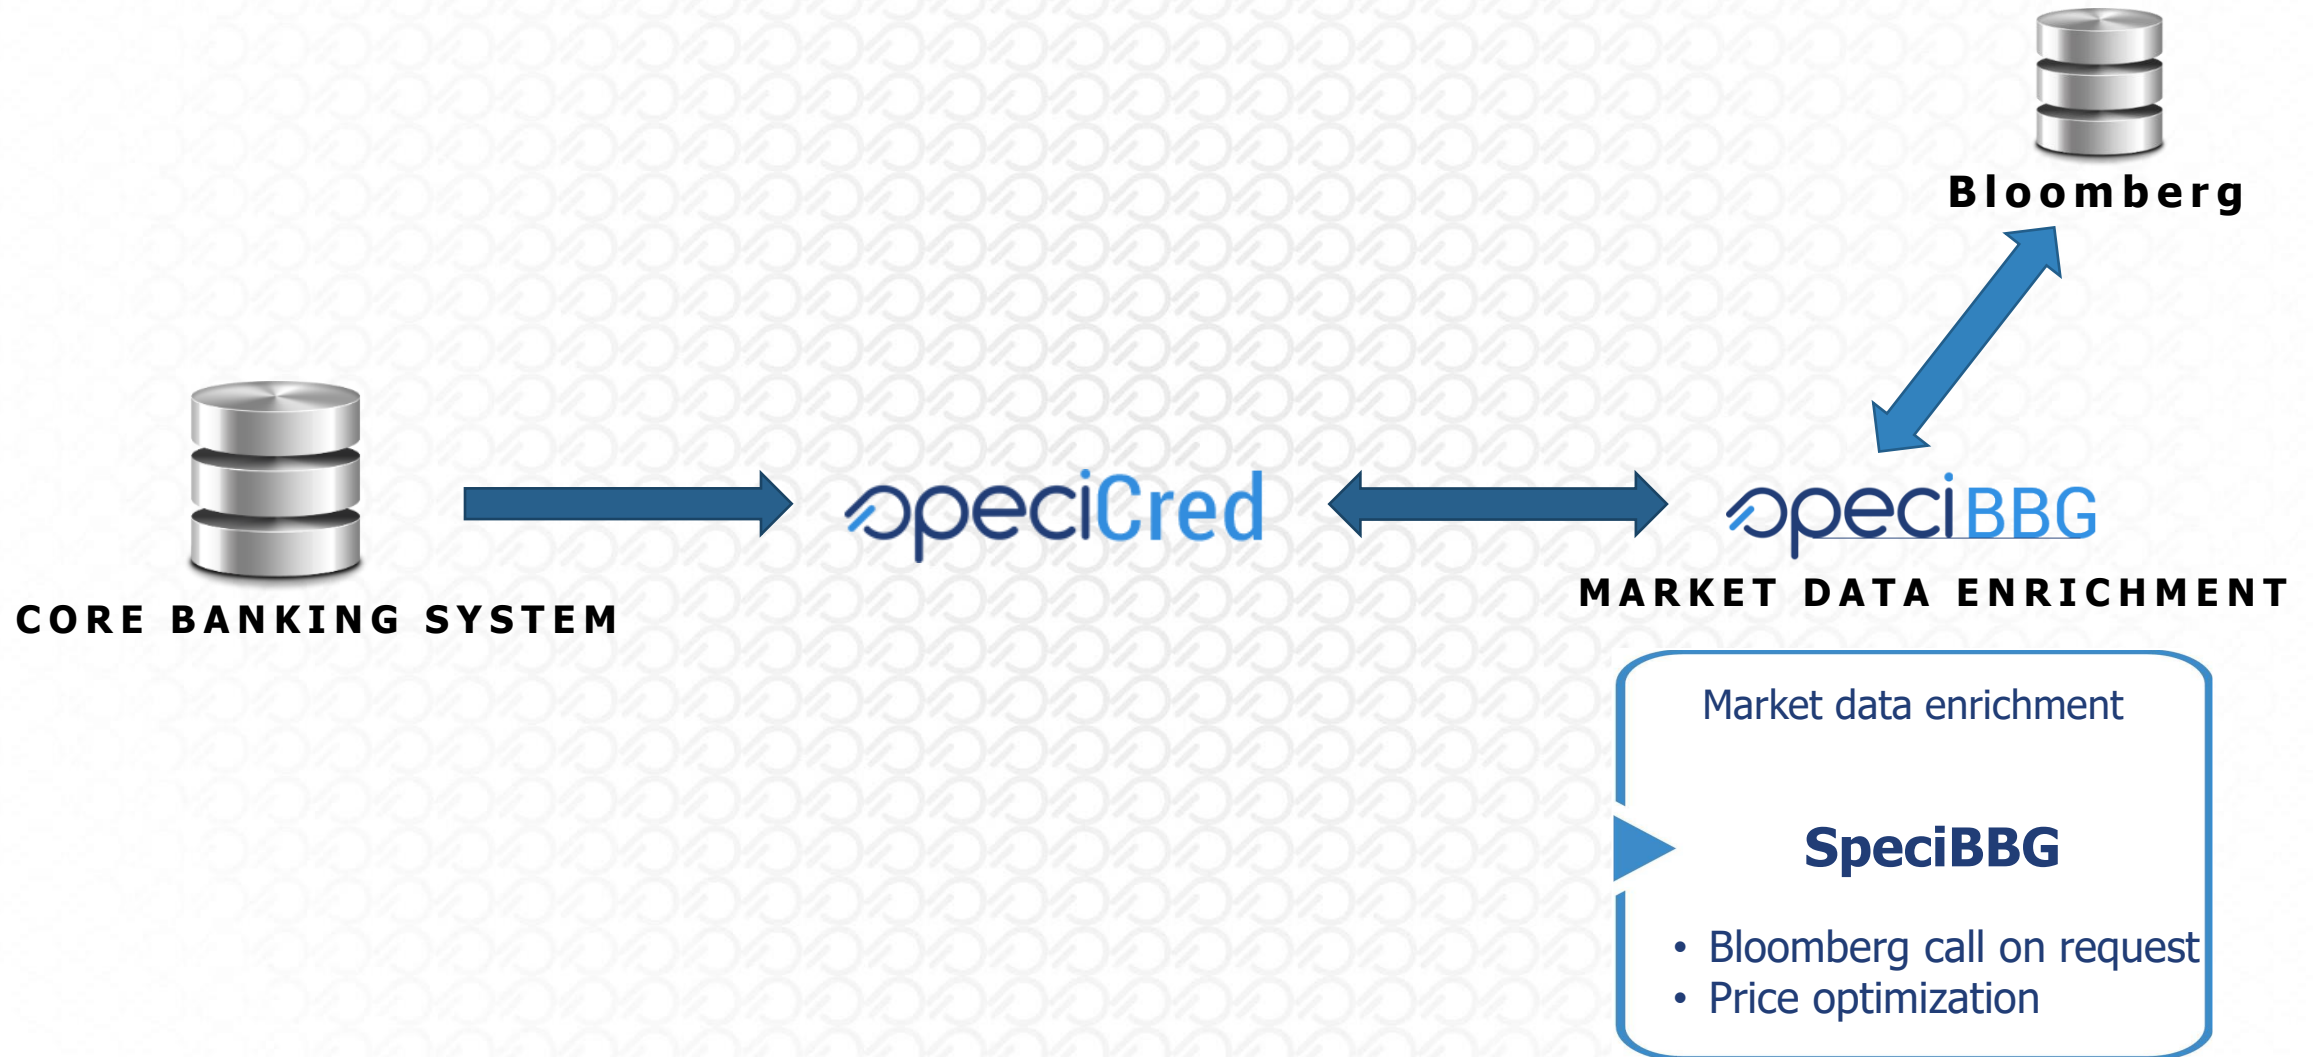 Bloomberg
speciCred
speciBBG
CORE BANKING SYSTEM
MARKET DATA ENRICHMENT
Market data enrichment
SpeciBBG
• Bloomberg call on request
• Price optimization